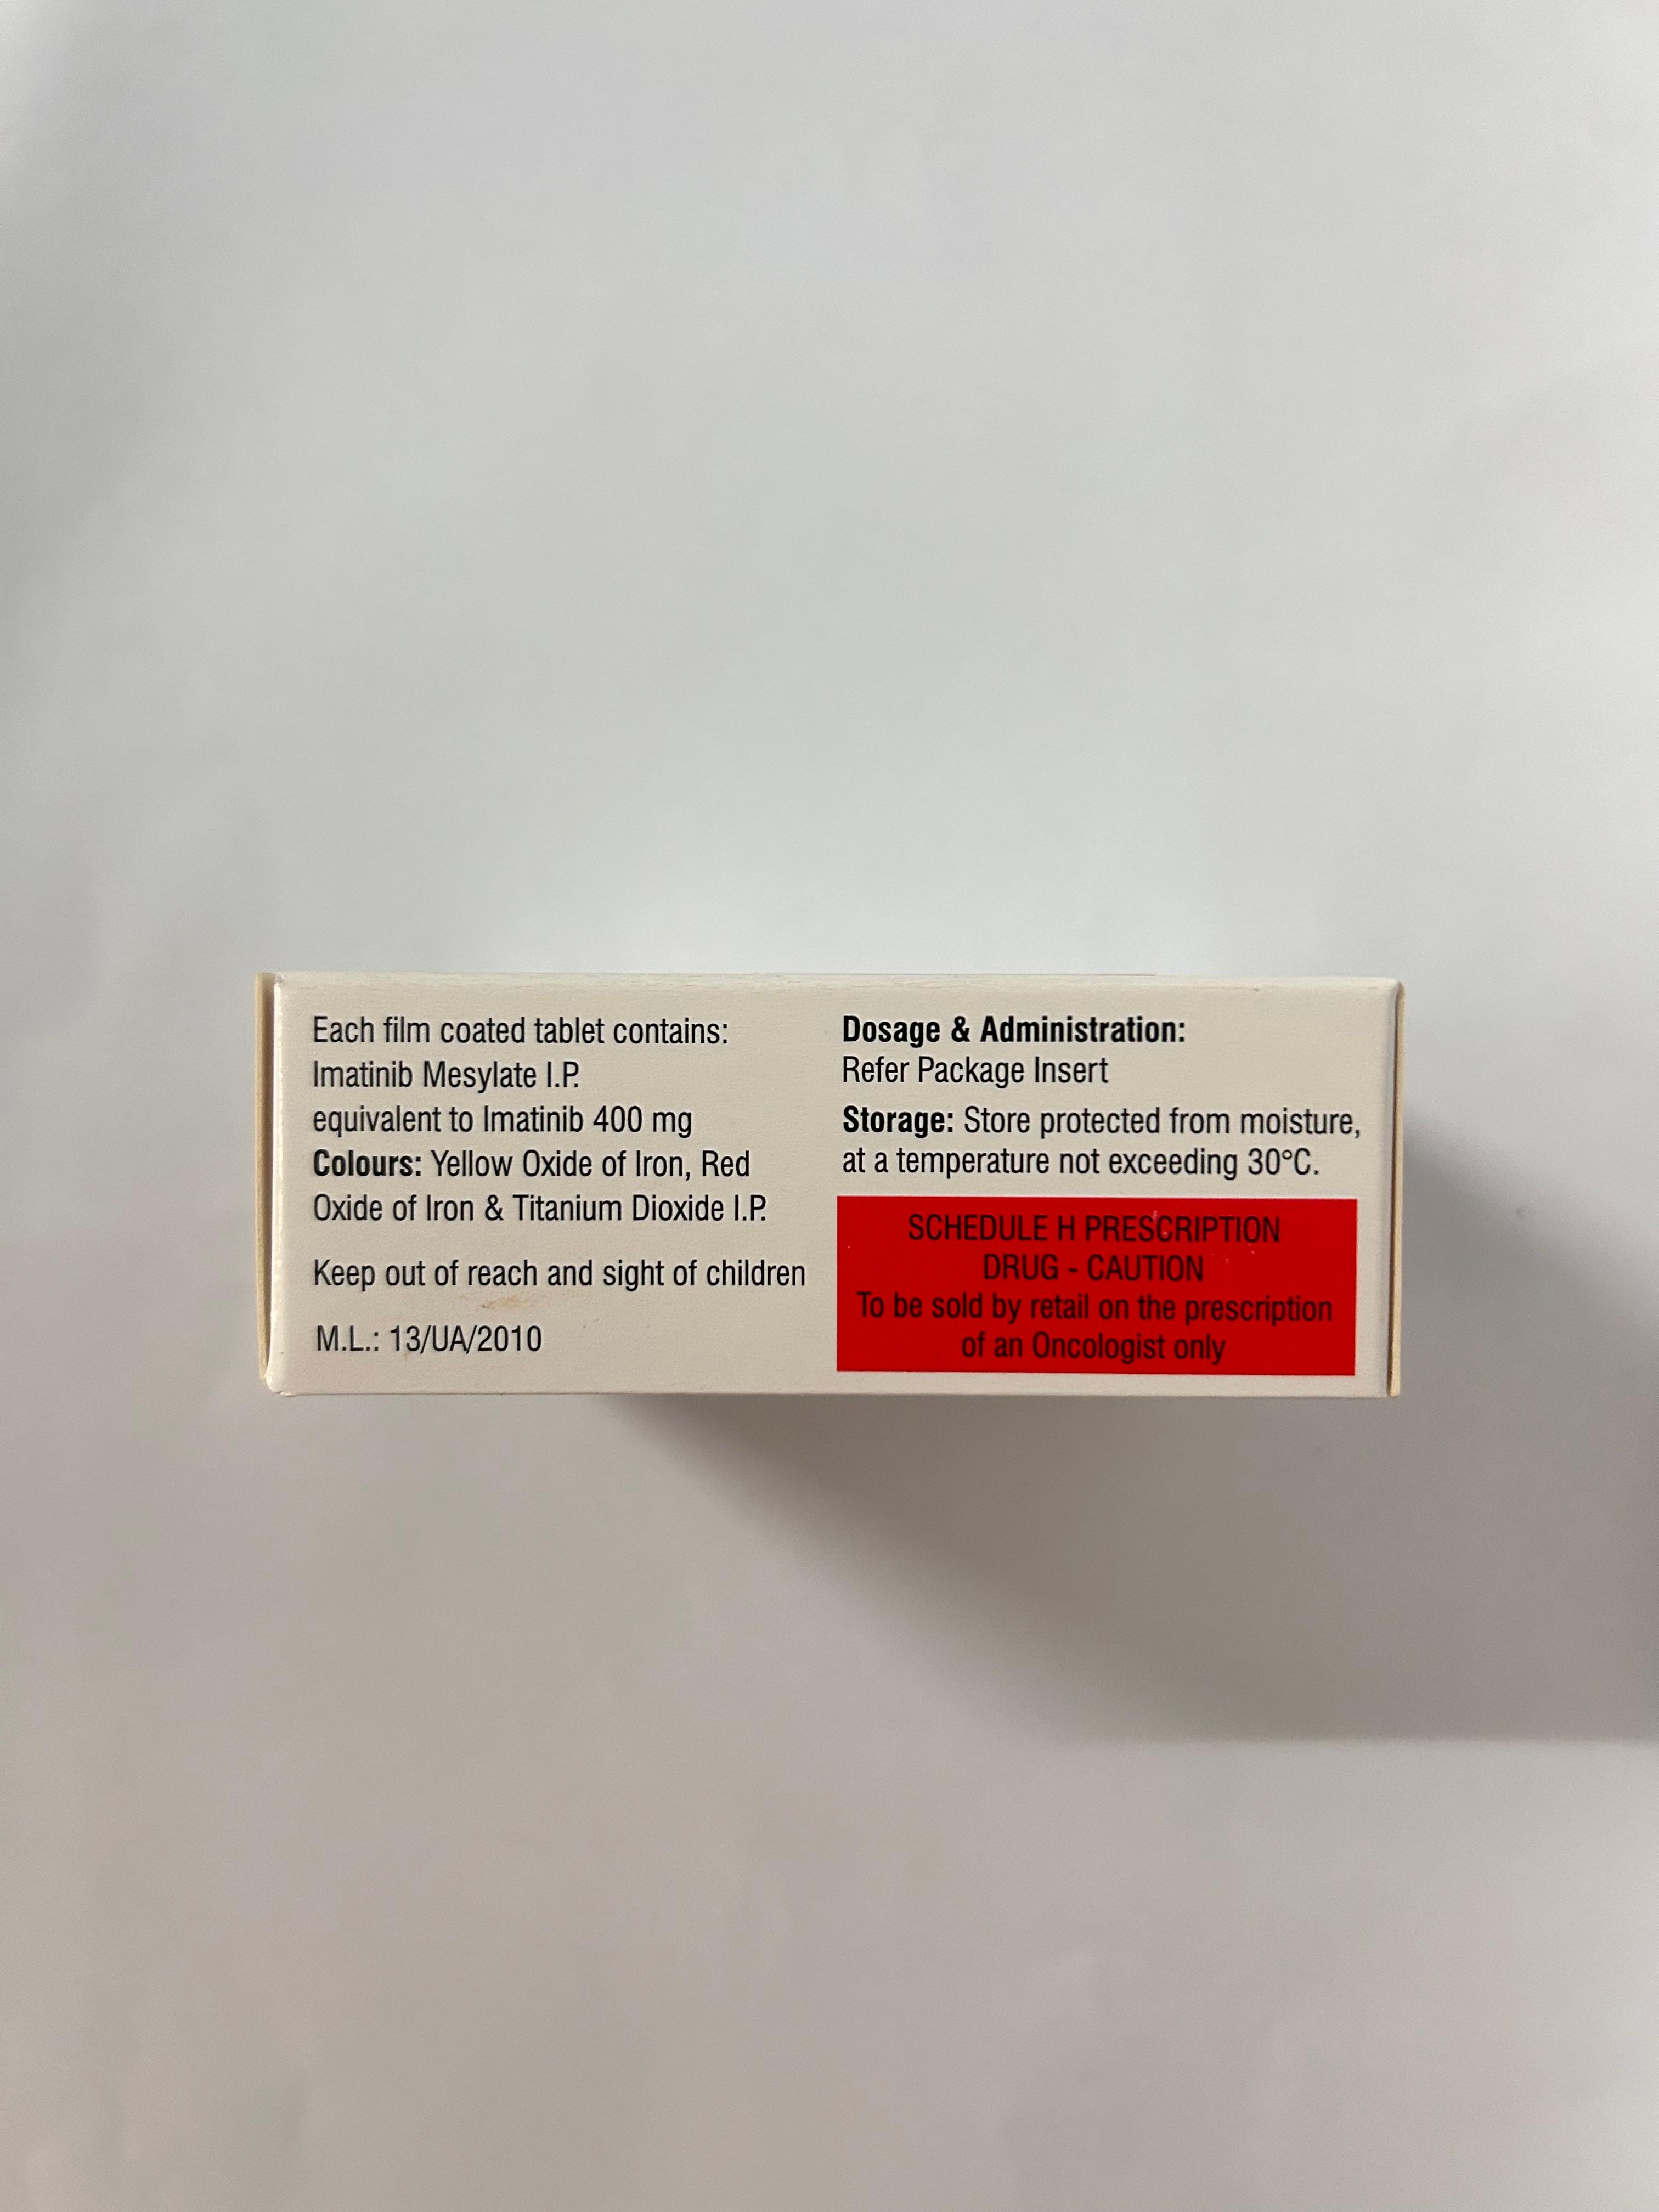 Each film coated tablet contains:
Imatinib Mesylate I.P.
equivalent to Imatinib 400 mg
Colours: Yellow Oxide of Iron, Red
Oxide of Iron & Titanium Dioxide I.P.
Keep out of reach and sight of children
M.L.: 13/UA/2010
Dosage & Administration:
Refer Package Insert
Storage: Store protected from moisture,
at a temperature not exceeding 30°C.
SCHEDULE H PRESCRIPTION
DRUG - CAUTION
To be sold by retail on the prescription
of an Oncologist only